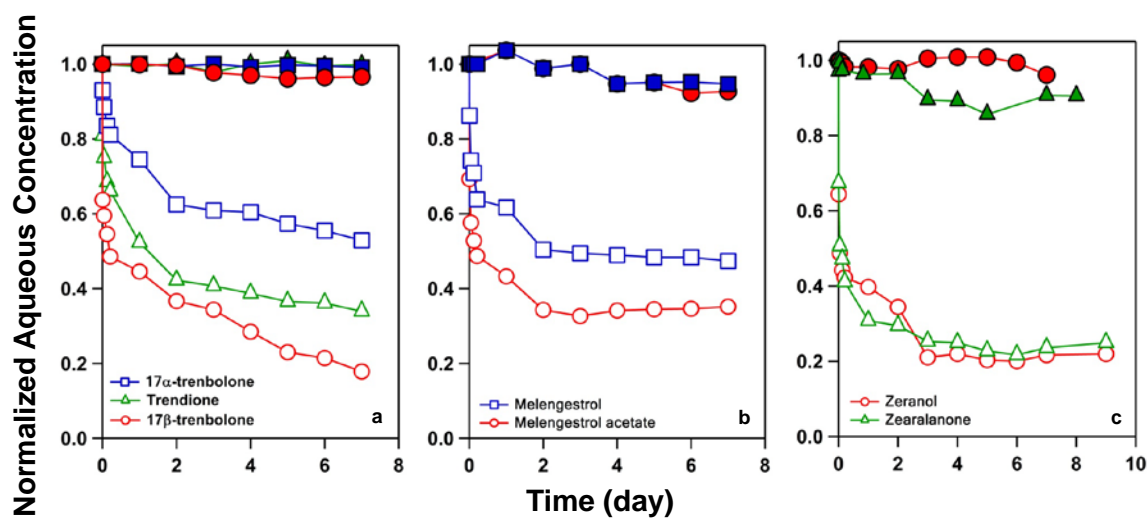 Normalized Aqueous Concentration
1.0
0.8
0.6
0.4
0.2
0.0
17α-trenbolone
Trendione
17β-trenbolone
a
0 2 4 6 8
1.0
0.8
0.6
0.4
0.2
0.0
Melengestrol
Melengestrol acetate
b
0 2 4 6 8
1.0
0.8
0.6
0.4
0.2
0.0
Zeranol
Zearalanone
c
0 2 4 6 8 10
Time (day)